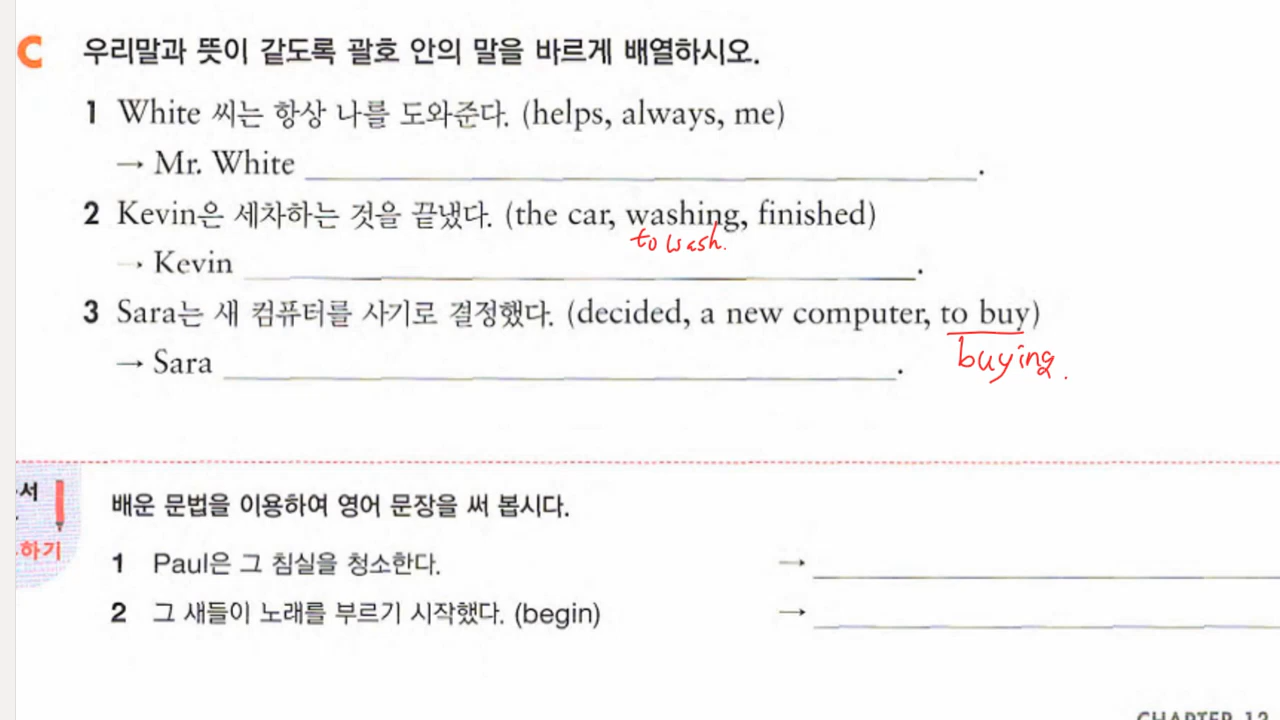 C 우리말과 뜻이 같도록 괄호 안의 말을 바르게 배열하시오.
1 White 씨는 항상 나를 도와준다. (helps, always, me)
→ Mr. White .
2 Kevin은 세차하는 것을 끝냈다. (the car, washing, finished)
to wash.
→ Kevin .
3 Sara는 새 컴퓨터를 사기로 결정했다. (decided, a new computer, to buy)
buying.
→ Sara .
서
하기
배운 문법을 이용하여 영어 문장을 써 봅시다.
1 Paul은 그 침실을 청소한다. →
2 그 새들이 노래를 부르기 시작했다. (begin) →
CHAPTER 12